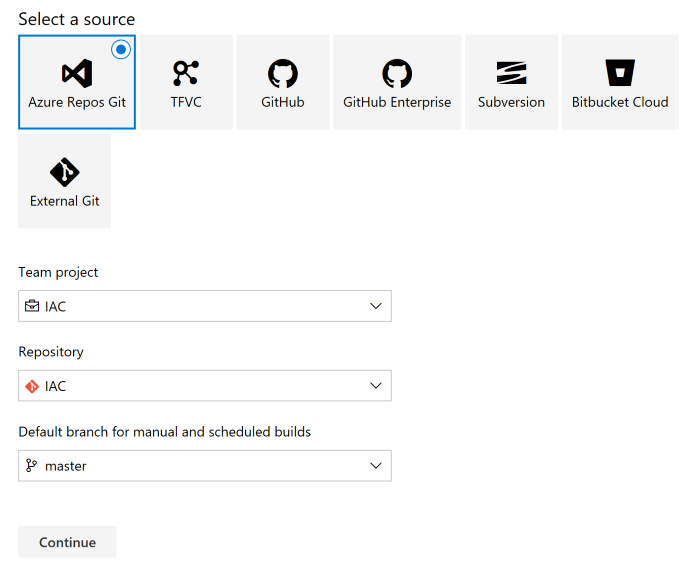 Select a source
Azure Repos Git
TFVC
GitHub
GitHub Enterprise
Subversion
Bitbucket Cloud
External Git
Team project
IAC
Repository
IAC
Default branch for manual and scheduled builds
master
Continue